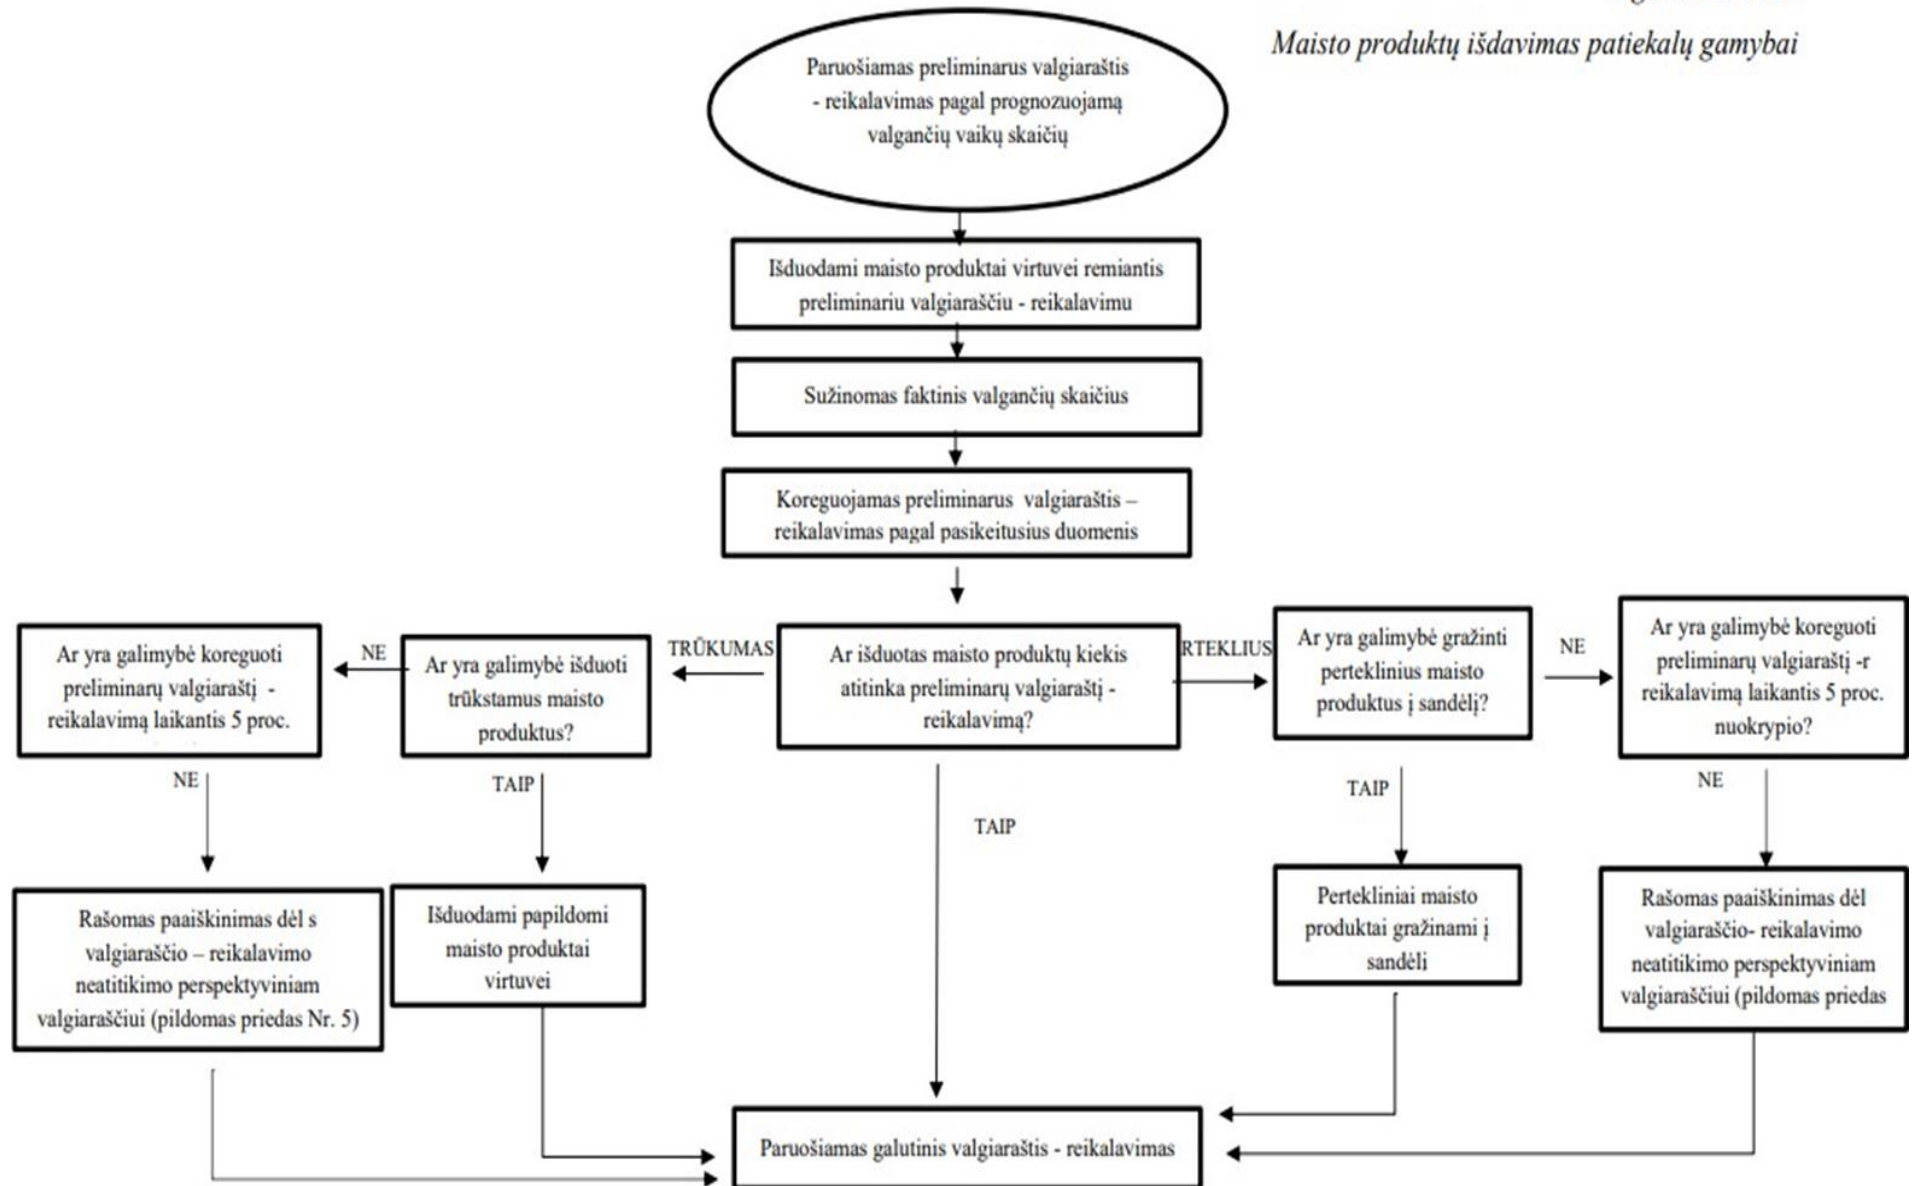 Maisto produktų išdavimas patiekalų gamybai
Paruošiamas preliminarus valgiaraštis
- reikalavimas pagal prognozuojamą
valgančių vaikų skaičių
Išduodami maisto produktai virtuvei remiantis
preliminariu valgiaraščiu - reikalavimu
Sužinomas faktinis valgančių skaičius
Koreguojamas preliminarus valgiaraštis –
reikalavimas pagal pasikeitusius duomenis
Ar yra galimybė koreguoti
preliminarų valgiaraštį -
reikalavimą laikantis 5 proc.
NE
Ar yra galimybė išduoti
trūkstamus maisto
produktus?
TRŪKUMAS
Ar išduotas maisto produktų kiekis
atitinka preliminarų valgiaraštį -
reikalavimą?
RTEKLIUS
Ar yra galimybė gražinti
perteklinius maisto
produktus į sandėlį?
NE
Ar yra galimybė koreguoti
preliminarų valgiaraštį -r
reikalavimą laikantis 5 proc.
nuokrypio?
NE
TAIP
TAIP
TAIP
NE
Rašomas paaiškinimas dėl s
valgiaraščio – reikalavimo
neatitikimo perspektyviniam
valgiaraščiui (pildomas priedas Nr. 5)
Išduodami papildomi
maisto produktai
virtuvei
Pertekliniai maisto
produktai gražinami į
sandėlį
Rašomas paaiškinimas dėl
valgiaraščio- reikalavimo
neatitikimo perspektyviniam
valgiaraščiui (pildomas priedas
Paruošiamas galutinis valgiaraštis - reikalavimas